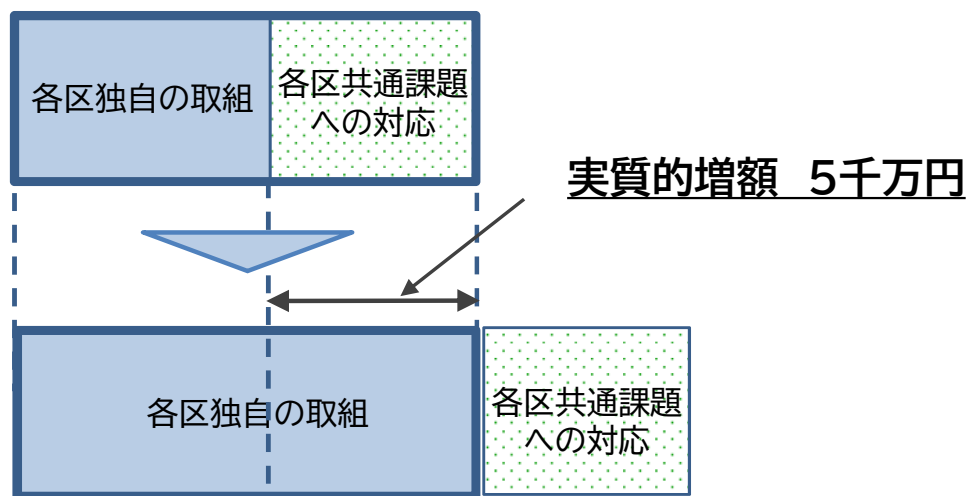 各区独自の取組
各区共通課題
への対応
実質的増額　5千万円
各区独自の取組
各区共通課題
への対応